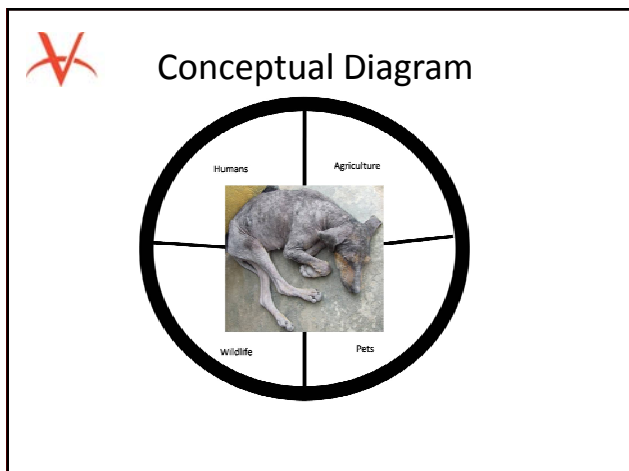 Conceptual Diagram
Humans
Agriculture
Wildlife
Pets